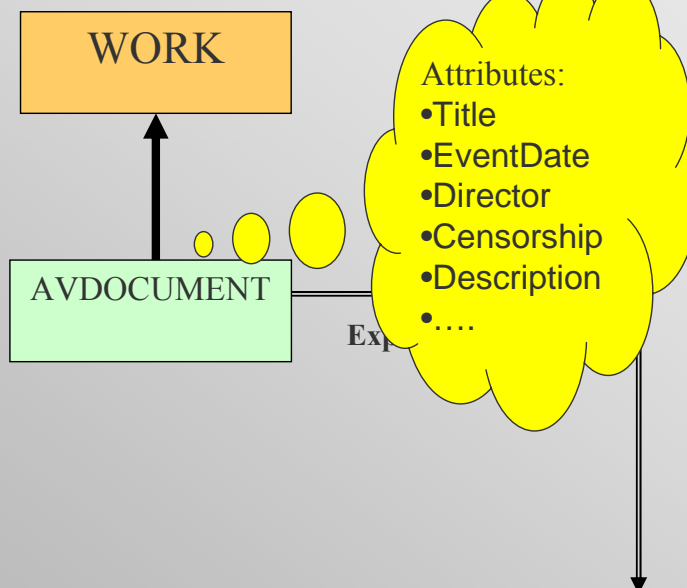 WORK
Attributes:
•Title
•EventDate
•Director
•Censorship
•Description
•....
AVDOCUMENT